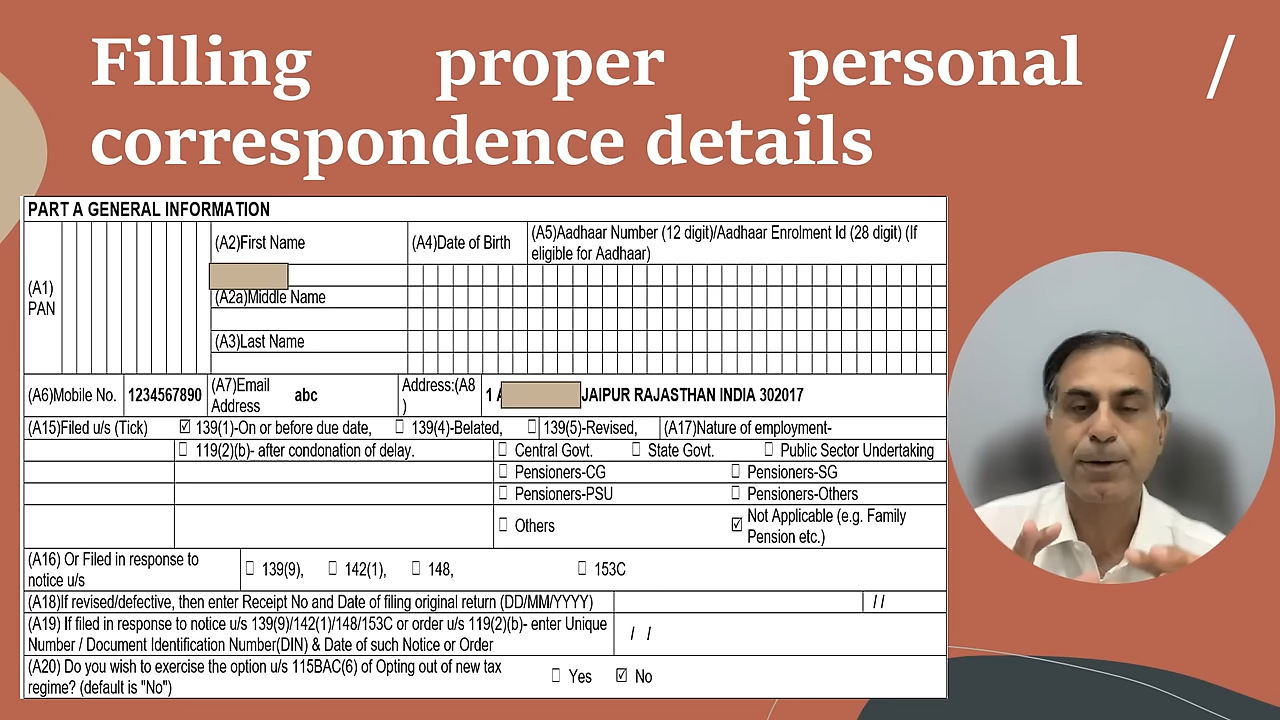 Filling proper personal /
correspondence details
PART A GENERAL INFORMATION
(A1)
PAN
(A2)First Name
(A4)Date of Birth
(A5)Aadhaar Number (12 digit)/Aadhaar Enrolment Id (28 digit) (If
eligible for Aadhaar)
(A2a)Middle Name
(A3)Last Name
(A6)Mobile No. 1234567890
(A7)Email
Address
abc
Address:(A8
)
1 JAIPUR RAJASTHAN INDIA 302017
(A15)Filed u/s (Tick) ☑ 139(1)-On or before due date, 139(4)-Belated, 139(5)-Revised, (A17)Nature of employment-
119(2)(b)- after condonation of delay. Central Govt. State Govt. Public Sector Undertaking
Pensioners-CG Pensioners-SG
Pensioners-PSU Pensioners-Others
Others
☑ Not Applicable (e.g. Family
Pension etc.)
(A16) Or Filed in response to
notice u/s
139(9), 142(1), 148, 153C
(A18)If revised/defective, then enter Receipt No and Date of filing original return (DD/MM/YYYY) / /
(A19) If filed in response to notice u/s 139(9)/142(1)/148/153C or order u/s 119(2)(b)- enter Unique
Number / Document Identification Number(DIN) & Date of such Notice or Order
/ /
(A20) Do you wish to exercise the option u/s 115BAC(6) of Opting out of new tax
regime? (default is "No")
Yes ☑ No